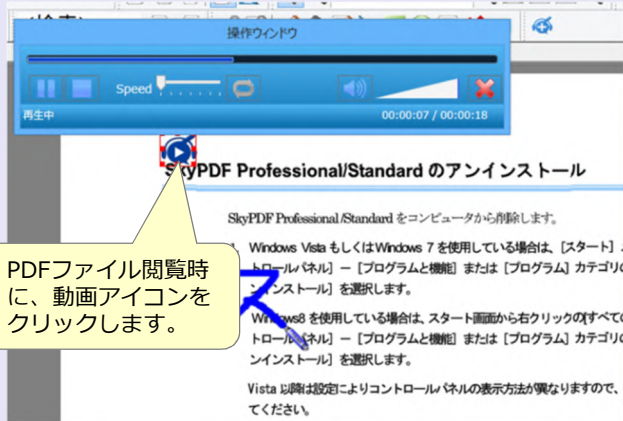 操作ウィンドウ
Speed
再生中
00:00:07 / 00:00:18
SkyPDF Professional/Standard のアンインストール
SkyPDF Professional/Standard をコンピュータから削除します。
Windows Vista もしくはWindows 7 を使用している場合は、[スタート]
トロールパネル] － [プログラムと機能] または [プログラム] カテゴリの
ンインストール] を選択します。
PDFファイル閲覧時
に、動画アイコンを
クリックします。
ス
Windows8 を使用している場合は、スタート画面から右クリックの[すべての
トロールパネル] － [プログラムと機能] または [プログラム] カテゴリの
ンインストール] を選択します。
Vista 以降は設定によりコントロールパネルの表示方法が異なりますので、
てください。